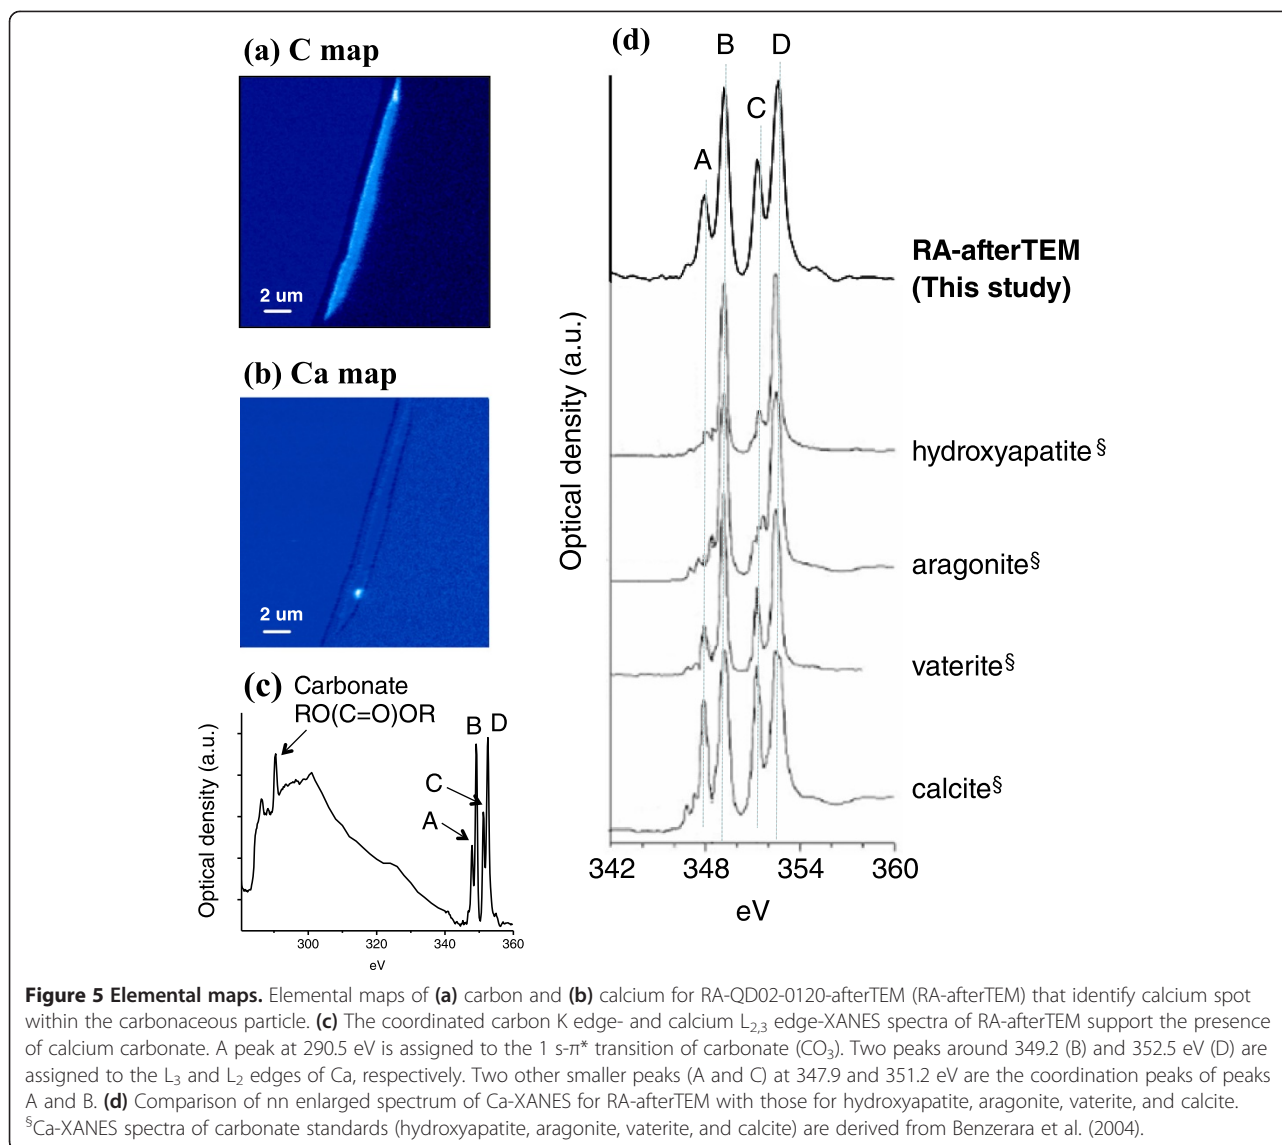 (a) C map
2 um
(b) Ca map
2 um
(c) Carbonate
RO(C=O)OR
B D
C
A
Optical density (a.u.)
300 320 340 360
eV
(d)
B D
C
A
RA-afterTEM
(This study)
Optical density (a.u.)
hydroxyapatite§
aragonite§
vaterite§
calcite§
342 348 354 360
eV
Figure 5 Elemental maps. Elemental maps of (a) carbon and (b) calcium for RA-QD02-0120-afterTEM (RA-afterTEM) that identify calcium spot
within the carbonaceous particle. (c) The coordinated carbon K edge- and calcium L2,3 edge-XANES spectra of RA-afterTEM support the presence
of calcium carbonate. A peak at 290.5 eV is assigned to the 1 s-π* transition of carbonate (CO3). Two peaks around 349.2 (B) and 352.5 eV (D) are
assigned to the L3 and L2 edges of Ca, respectively. Two other smaller peaks (A and C) at 347.9 and 351.2 eV are the coordination peaks of peaks
A and B. (d) Comparison of nn enlarged spectrum of Ca-XANES for RA-afterTEM with those for hydroxyapatite, aragonite, vaterite, and calcite.
§Ca-XANES spectra of carbonate standards (hydroxyapatite, aragonite, vaterite, and calcite) are derived from Benzerara et al. (2004).